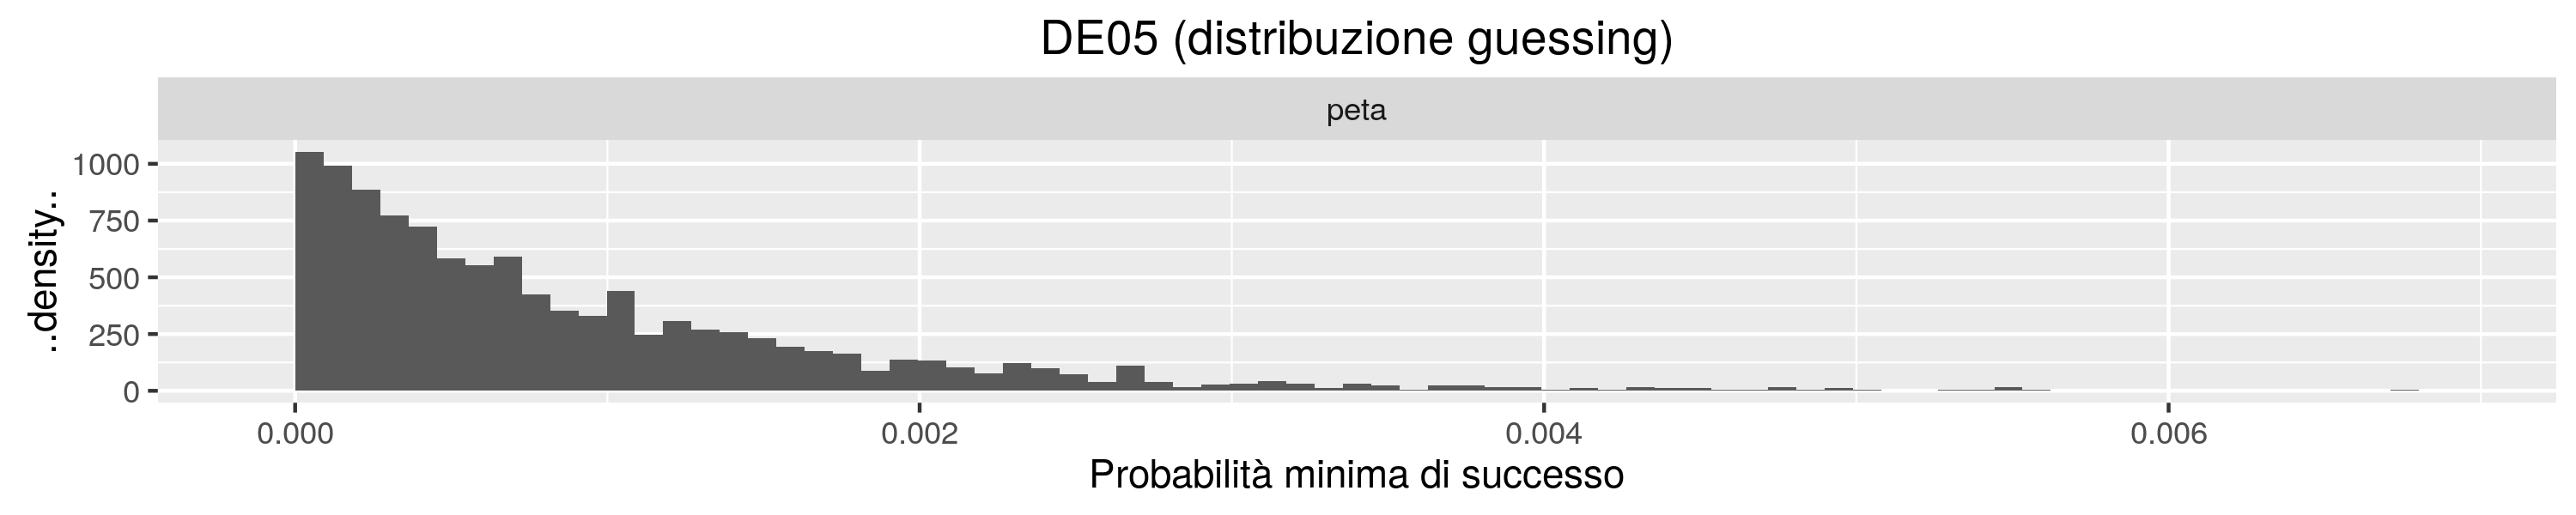 DE05 (distribuzione guessing)
peta
..density..
1000
750
500
250
0
0.000
0.002
0.004
0.006
Probabilità minima di successo